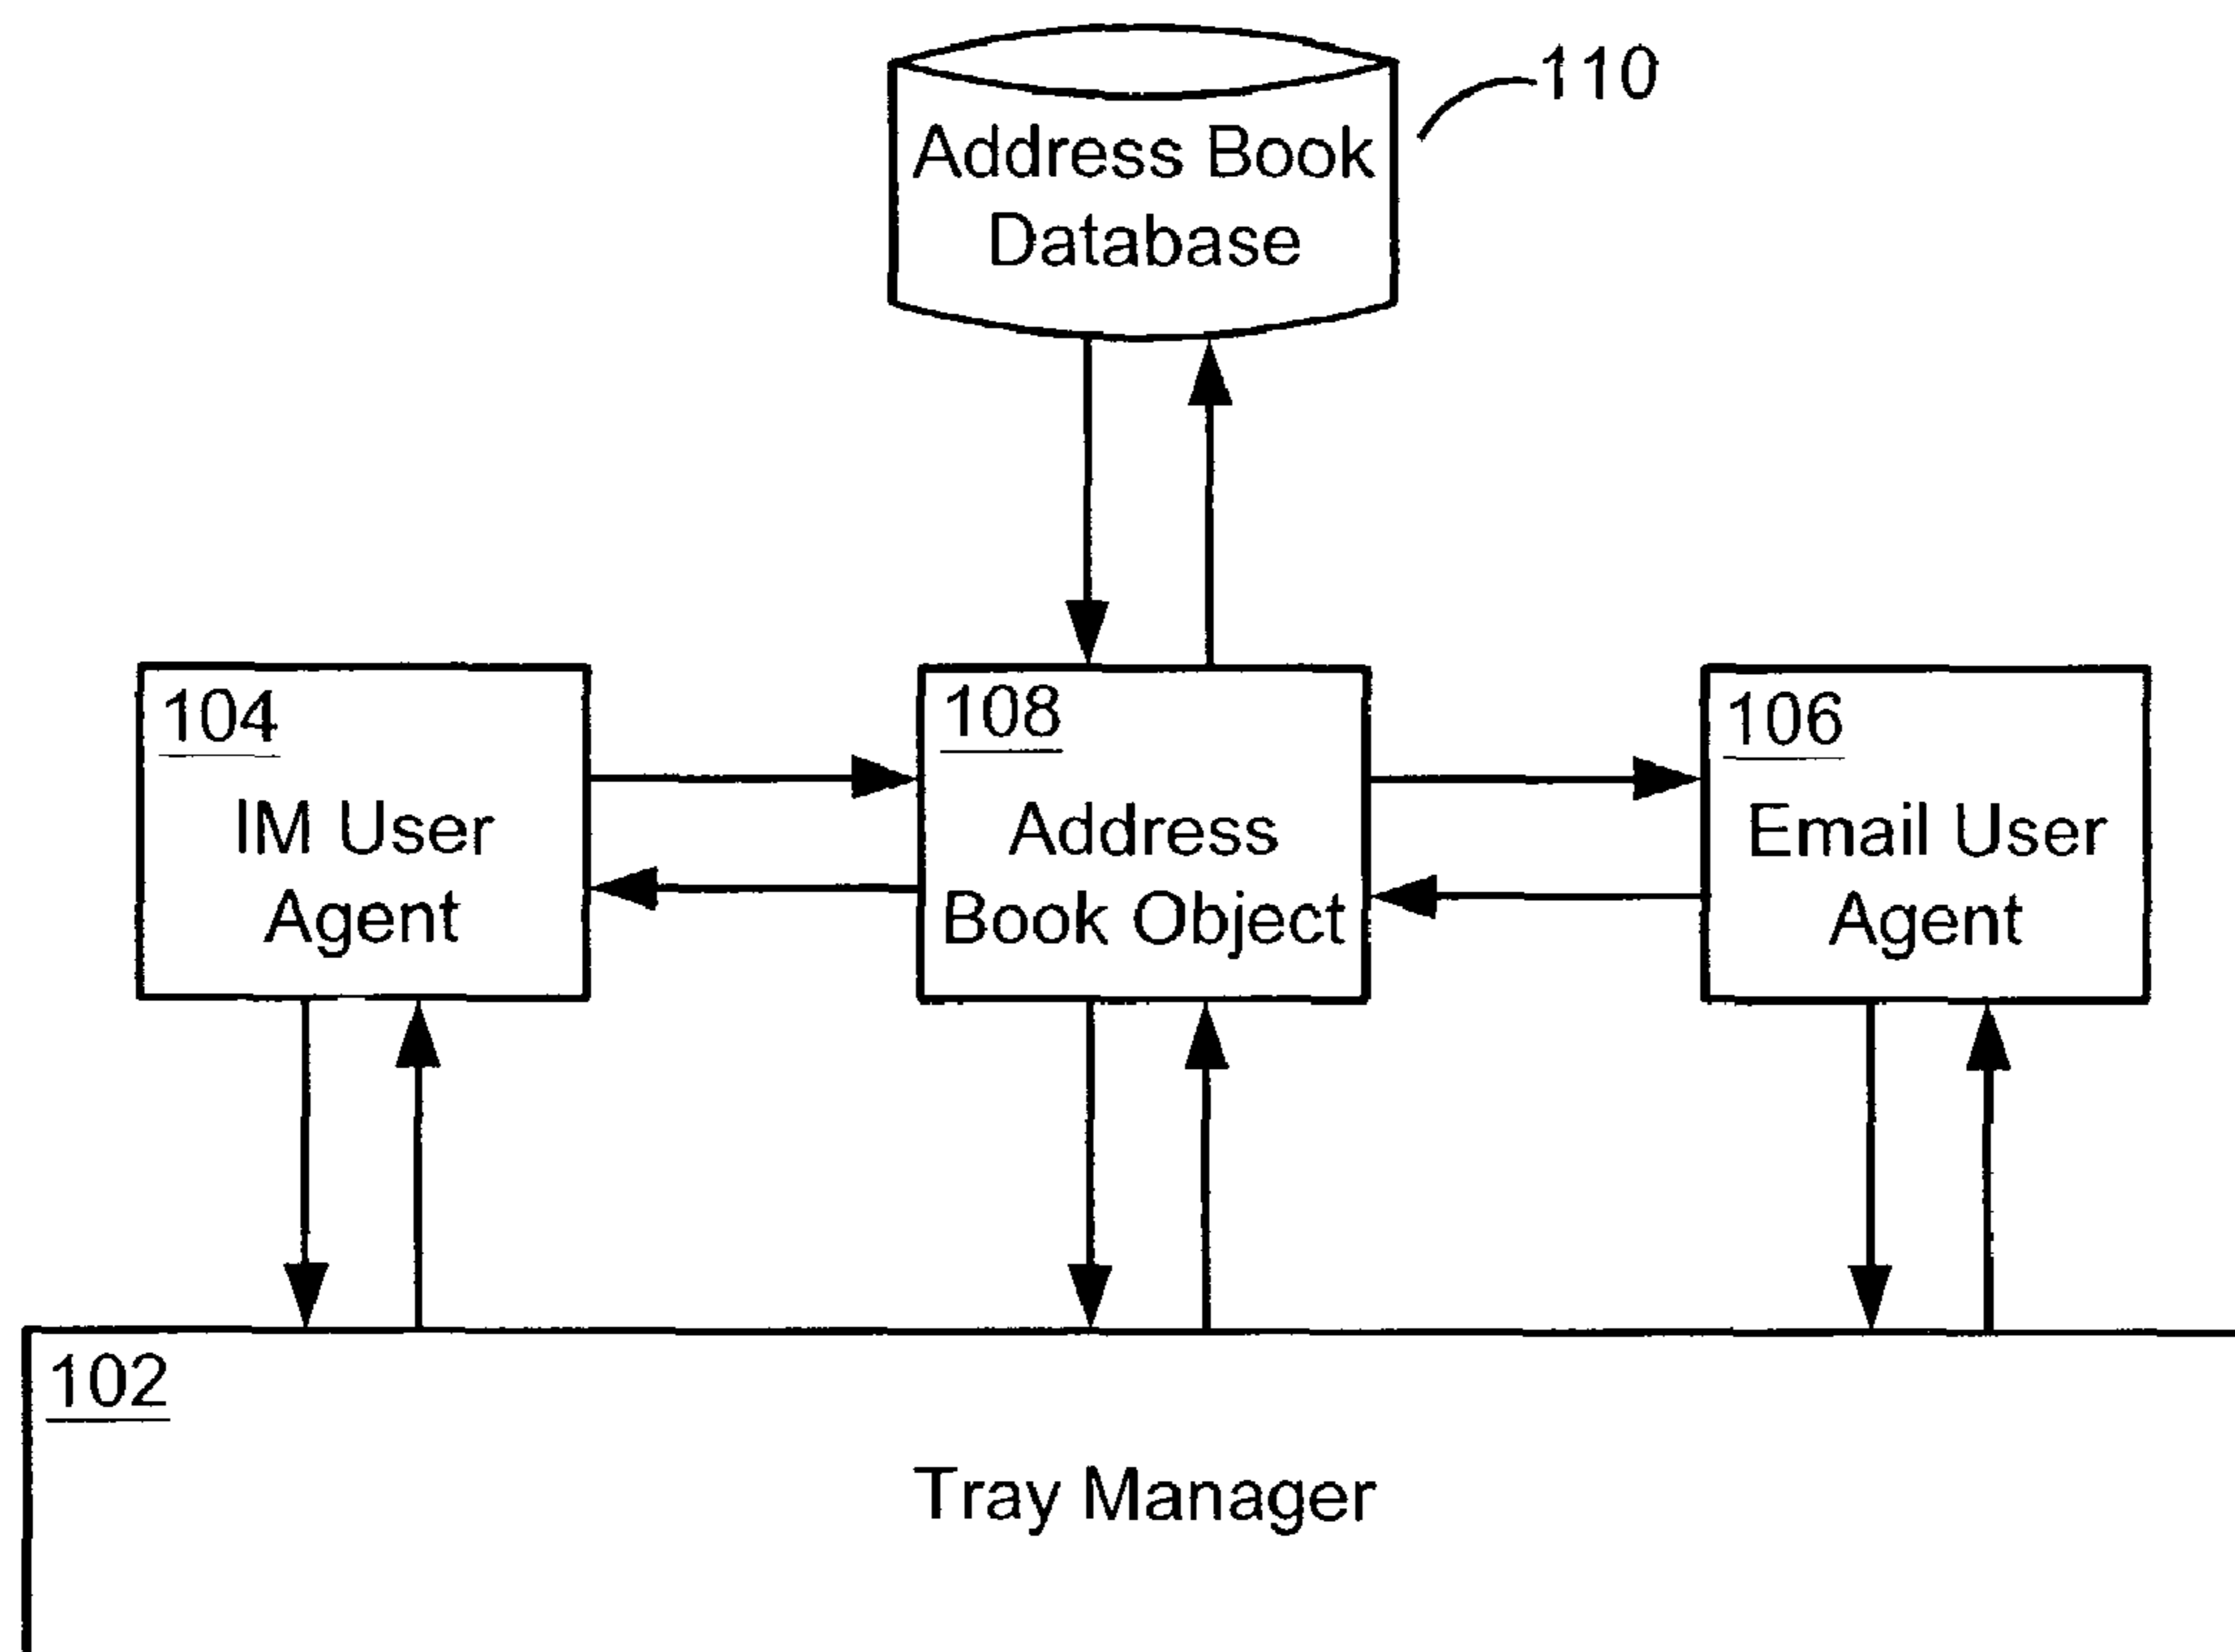 110
Address Book
Database
104
IM User
Agent
108
Address
Book Object
106
Email User
Agent
102
Tray Manager